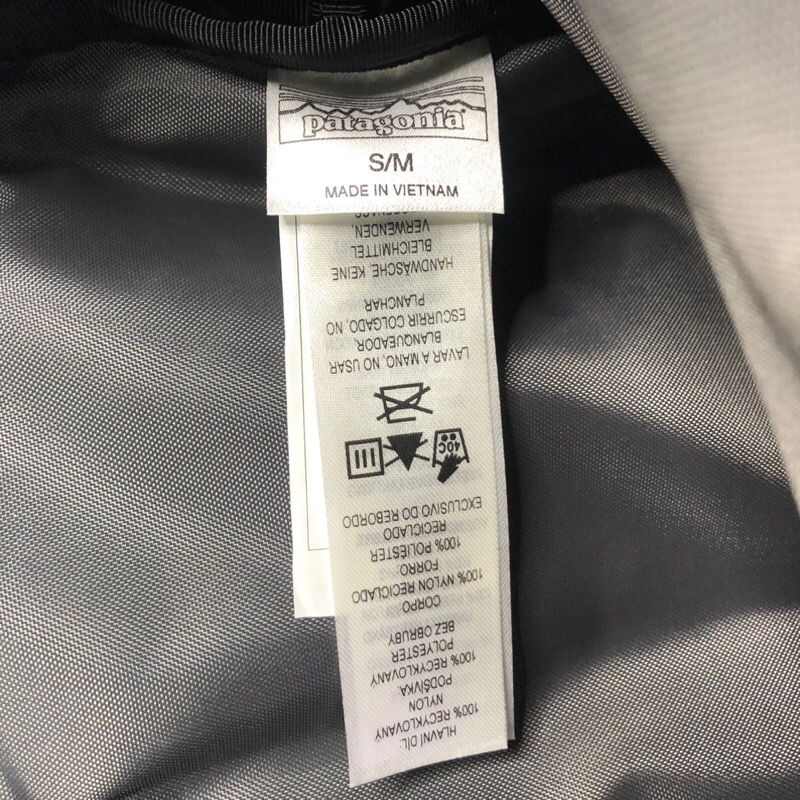 patagonia
S/M
MADE IN VIETNAM
HLAVNÍ DÍL:
100% RECYKLOVANÝ
NYLON
PODŠÍVKA:
100% RECYKLOVANÝ
POLYESTER
BEZ OBRUBY
CORPO
100% NYLON RECICLADO
FORRO:
100% POLIESTER
RECICLADO
EXCLUSIVO DO REBORDO
40C
LAVAR A MANO, NO USAR
BLANQUEADOR,
ESCURRIR COLGADO, NO
PLANCHAR
HANDWÄSCHE, KEINE
BLEICHMITTEL
VERWENDEN,